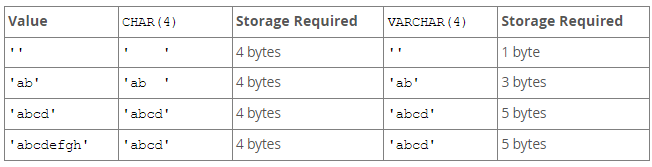 Value CHAR(4) Storage Required VARCHAR(4) Storage Required
'' '    ' 4 bytes '' 1 byte
'ab' 'ab  ' 4 bytes 'ab' 3 bytes
'abcd' 'abcd' 4 bytes 'abcd' 5 bytes
'abcdefgh' 'abcd' 4 bytes 'abcd' 5 bytes